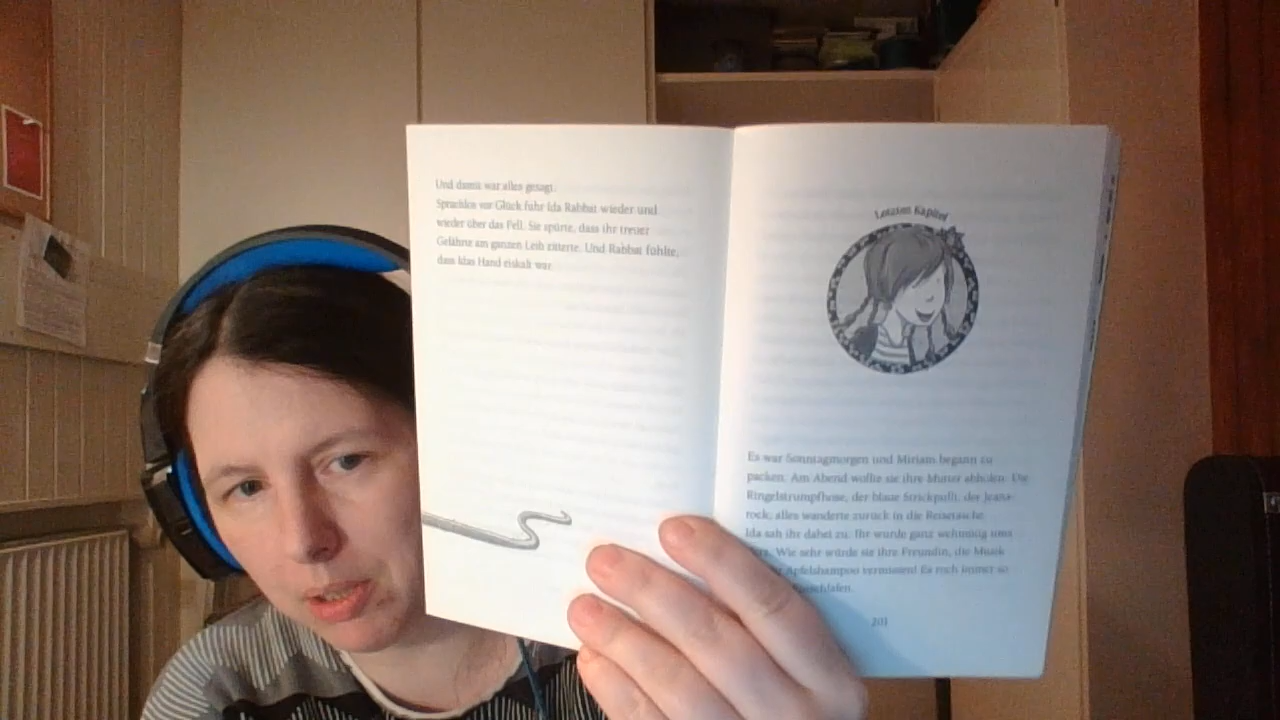 Und damit war alles gesagt.
Sprachlos vor Glück fuhr Ida Rabbat wieder und
wieder über das Fell. Sie spürte, dass ihr treuer
Gefährte am ganzen Leib zitterte. Und Rabbat fühlte,
dass Idas Hand eiskalt war.
Letztes Kapitel
Es war Sonntagmorgen und Miriam begann zu
packen. Am Abend wollte sie ihre Mutter abholen. Die
Ringelstrumpfhose, der blaue Strickpulli, der Jeans-
rock, alles wanderte zurück in die Reisetasche.
Ida sah ihr dabei zu. Ihr wurde ganz wehmütig ums
Wie sehr würde sie ihre Freundin, die Musik
Apfelshampoo vermissen! Es roch immer so
203